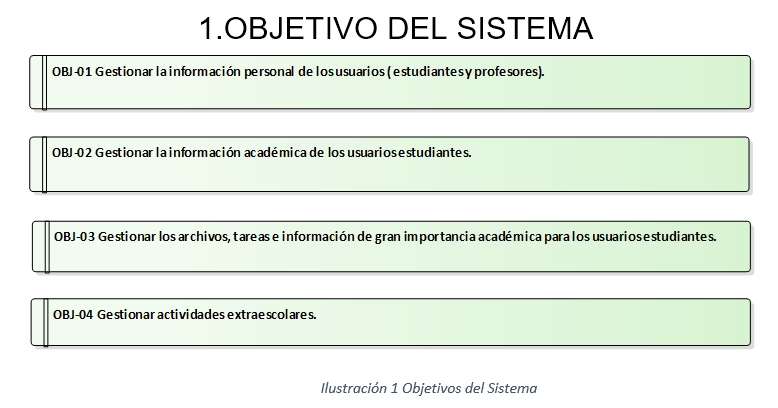 1.OBJETIVO DEL SISTEMA
OBJ-01 Gestionar la información personal de los usuarios ( estudiantes y profesores).
OBJ-02 Gestionar la información académica de los usuarios estudiantes.
OBJ-03 Gestionar los archivos, tareas e información de gran importancia académica para los usuarios estudiantes.
OBJ-04 Gestionar actividades extraescolares.
Ilustración 1 Objetivos del Sistema